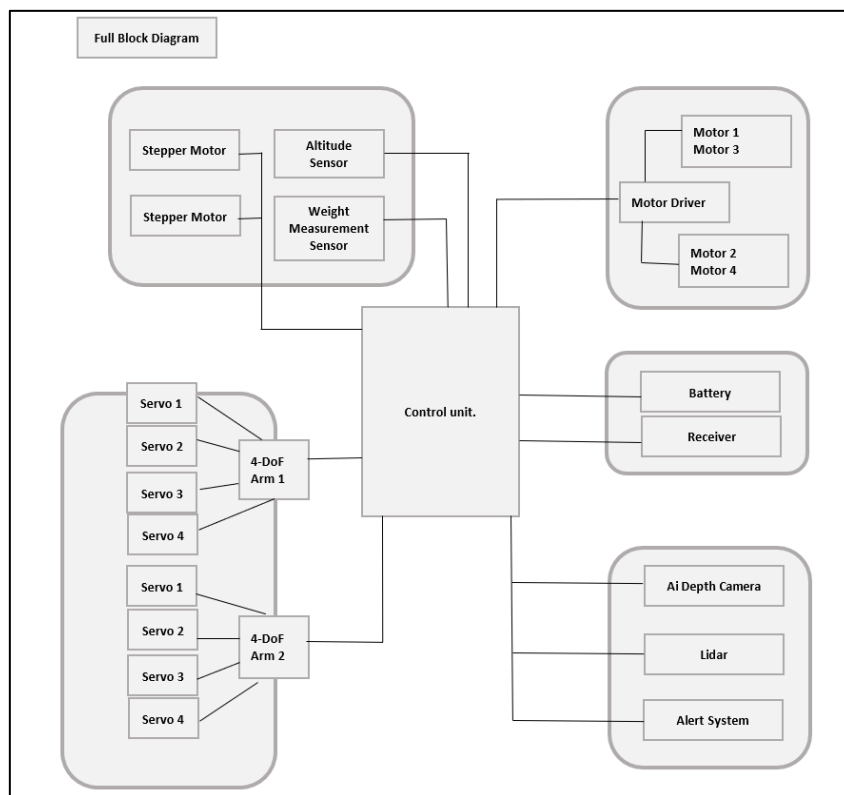 Full Block Diagram
Stepper Motor
Altitude
Sensor
Stepper Motor
Weight
Measurement
Sensor
Motor 1
Motor 3
Motor Driver
Motor 2
Motor 4
Control unit.
Battery
Receiver
Servo 1
Servo 2
Servo 3
Servo 4
4-DoF
Arm 1
Servo 1
Servo 2
Servo 3
Servo 4
4-DoF
Arm 2
Ai Depth Camera
Lidar
Alert System